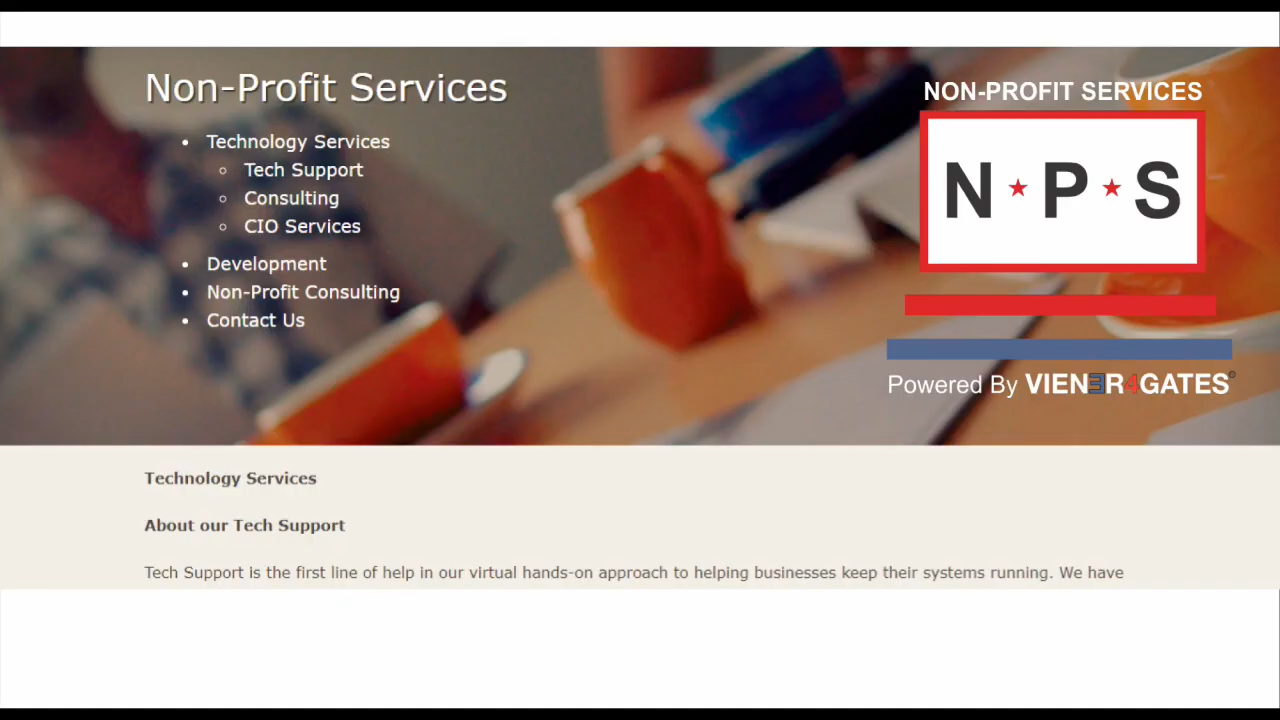 Non-Profit Services
Technology Services
Tech Support
Consulting
CIO Services
Development
Non-Profit Consulting
Contact Us
NON-PROFIT SERVICES
N★P★S
Powered By VIEN3R4GATES®
Technology Services
About our Tech Support
Tech Support is the first line of help in our virtual hands-on approach to helping businesses keep their systems running. We have